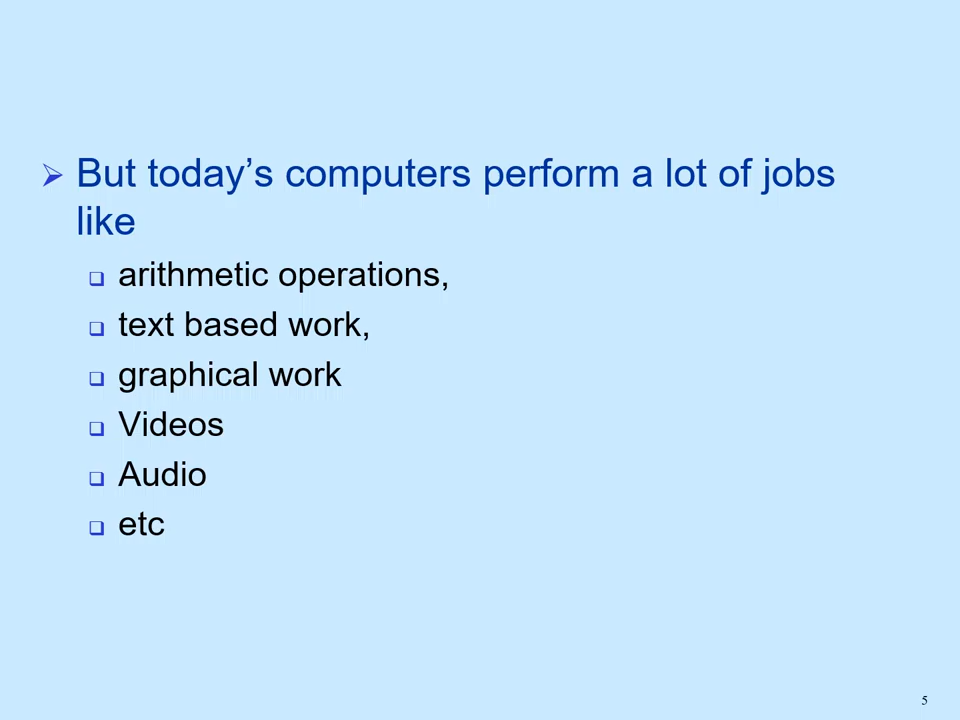 But today’s computers perform a lot of jobs
like
arithmetic operations,
text based work,
graphical work
Videos
Audio
etc
5